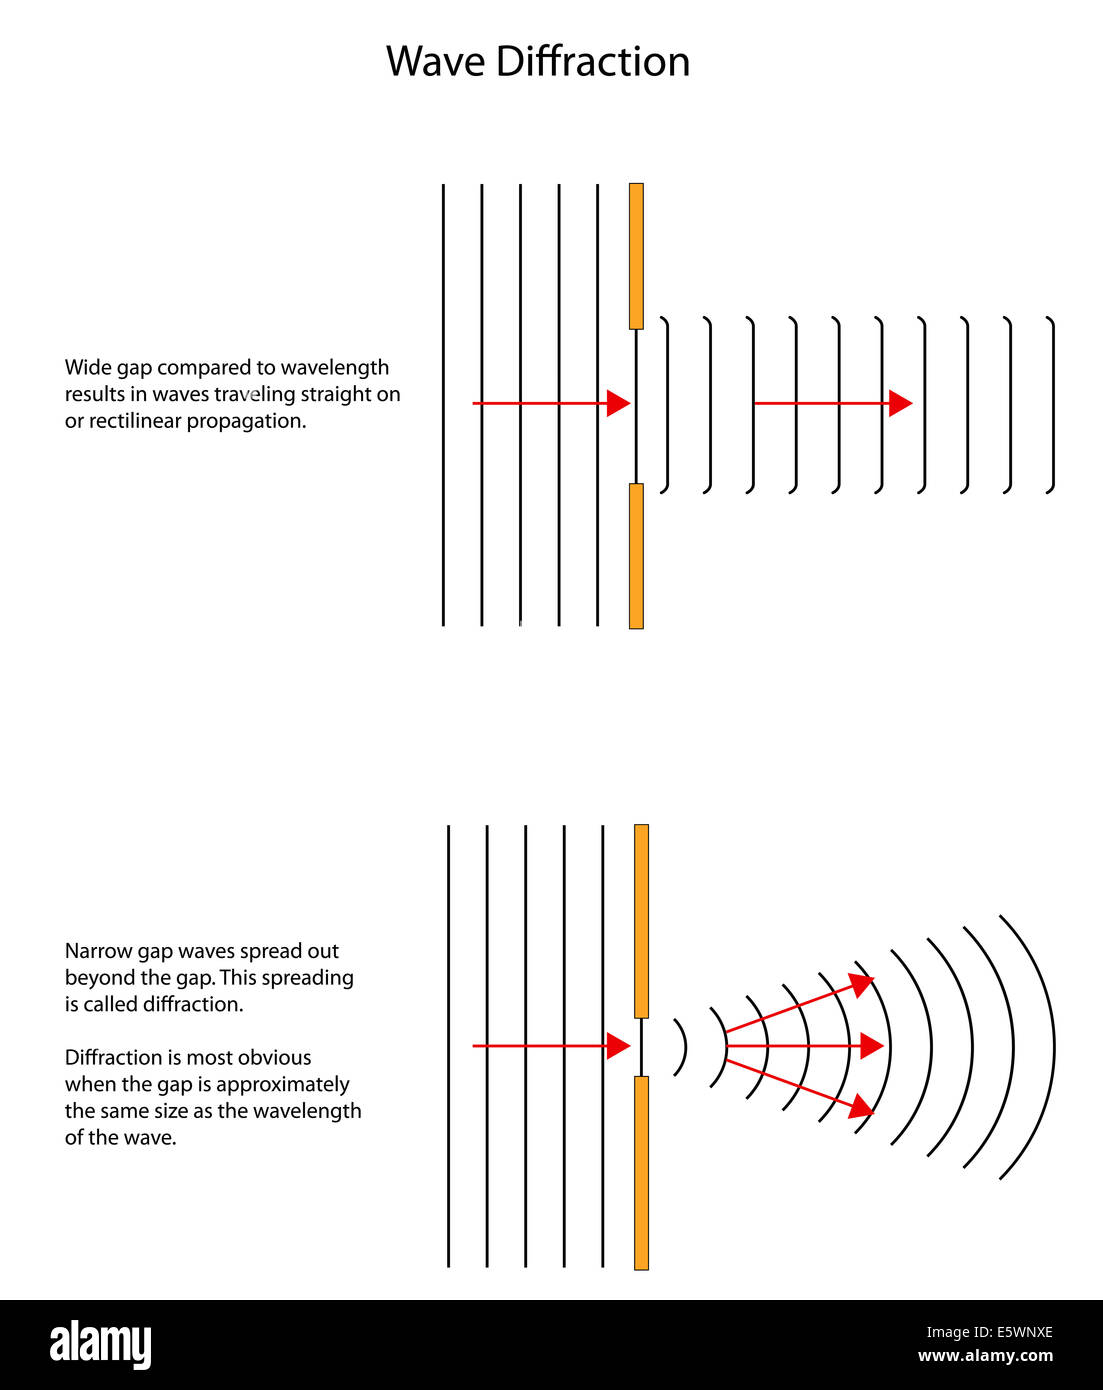 Wave Diffraction
Wide gap compared to wavelength
results in waves traveling straight on
or rectilinear propagation.
Narrow gap waves spread out
beyond the gap. This spreading
is called diffraction.
Diffraction is most obvious
when the gap is approximately
the same size as the wavelength
of the wave.
alamy
Image ID: E5WNXE
www.alamy.com